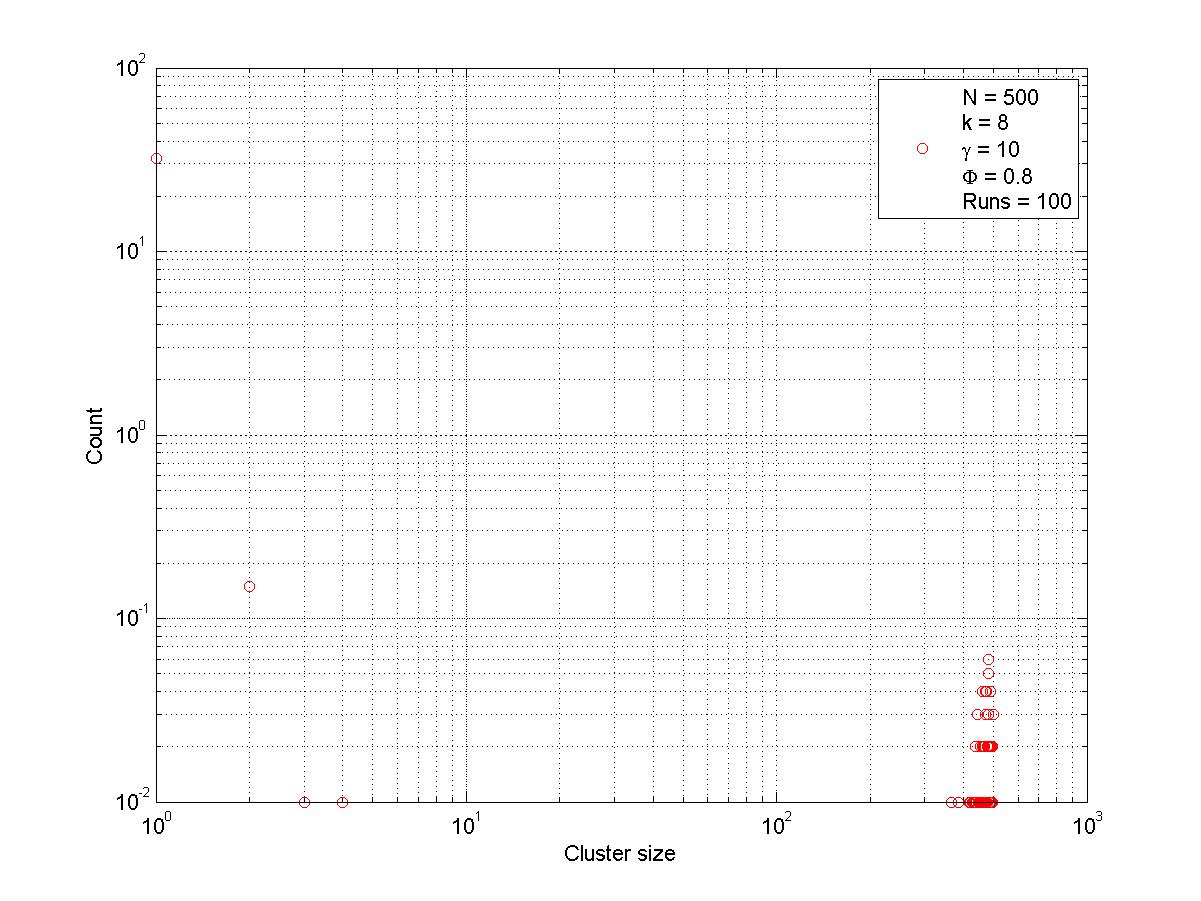 10^2
N = 500
k = 8
γ = 10
Φ = 0.8
Runs = 100
10^1
10^0
Count
10^-1
10^-2
10^0 10^1 10^2 10^3
Cluster size